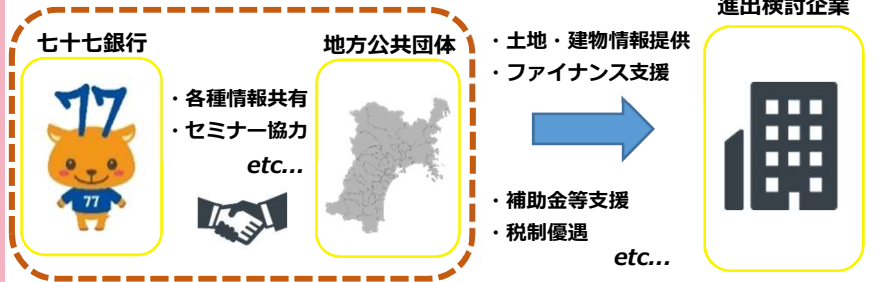 進出検討企業
七十七銀行
地方公共団体
・土地・建物情報提供
・ファイナンス支援
77
・各種情報共有
・セミナー協力
etc...
77
・補助金等支援
・税制優遇
etc...